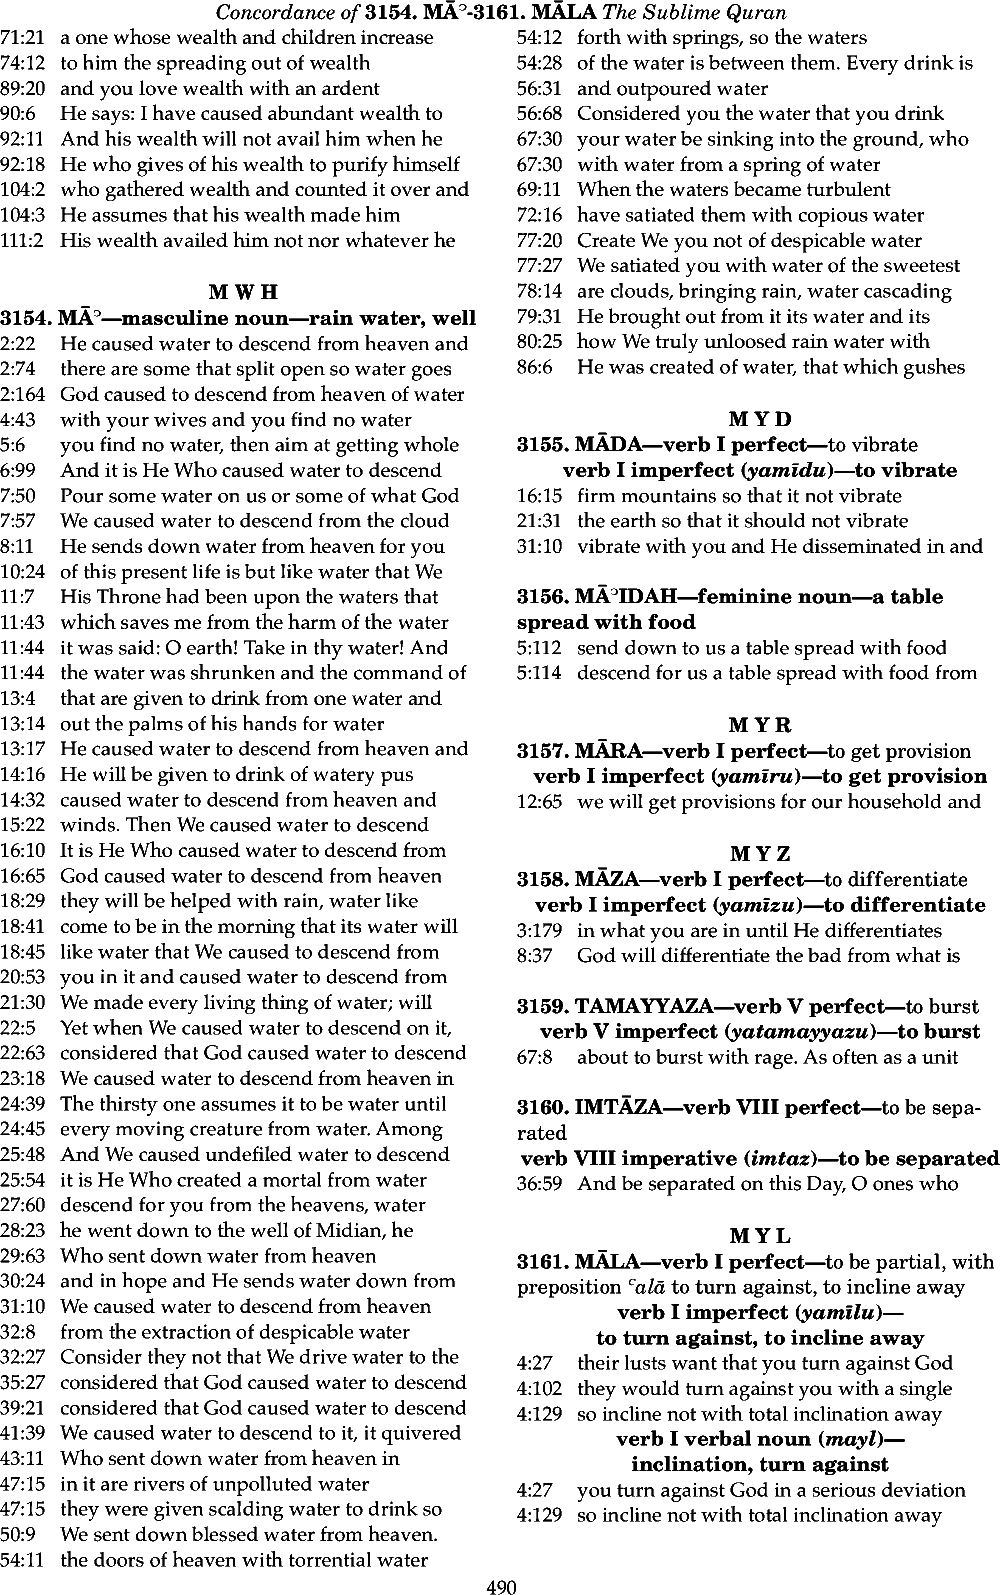 Concordance of 3154. MĀ᾿-3161. MĀLA The Sublime Quran
71:21 a one whose wealth and children increase
74:12 to him the spreading out of wealth
89:20 and you love wealth with an ardent
90:6 He says: I have caused abundant wealth to
92:11 And his wealth will not avail him when he
92:18 He who gives of his wealth to purify himself
104:2 who gathered wealth and counted it over and
104:3 He assumes that his wealth made him
111:2 His wealth availed him not nor whatever he
M W H
3154. MĀ᾿—masculine noun—rain water, well
2:22 He caused water to descend from heaven and
2:74 there are some that split open so water goes
2:164 God caused to descend from heaven of water
4:43 with your wives and you find no water
5:6 you find no water, then aim at getting whole
6:99 And it is He Who caused water to descend
7:50 Pour some water on us or some of what God
7:57 We caused water to descend from the cloud
8:11 He sends down water from heaven for you
10:24 of this present life is but like water that We
11:7 His Throne had been upon the waters that
11:43 which saves me from the harm of the water
11:44 it was said: O earth! Take in thy water! And
11:44 the water was shrunken and the command of
13:4 that are given to drink from one water and
13:14 out the palms of his hands for water
13:17 He caused water to descend from heaven and
14:16 He will be given to drink of watery pus
14:32 caused water to descend from heaven and
15:22 winds. Then We caused water to descend
16:10 It is He Who caused water to descend from
16:65 God caused water to descend from heaven
18:29 they will be helped with rain, water like
18:41 come to be in the morning that its water will
18:45 like water that We caused to descend from
20:53 you in it and caused water to descend from
21:30 We made every living thing of water; will
22:5 Yet when We caused water to descend on it,
22:63 considered that God caused water to descend
23:18 We caused water to descend from heaven in
24:39 The thirsty one assumes it to be water until
24:45 every moving creature from water. Among
25:48 And We caused undefiled water to descend
25:54 it is He Who created a mortal from water
27:60 descend for you from the heavens, water
28:23 he went down to the well of Midian, he
29:63 Who sent down water from heaven
30:24 and in hope and He sends water down from
31:10 We caused water to descend from heaven
32:8 from the extraction of despicable water
32:27 Consider they not that We drive water to the
35:27 considered that God caused water to descend
39:21 considered that God caused water to descend
41:39 We caused water to descend to it, it quivered
43:11 Who sent down water from heaven in
47:15 in it are rivers of unpolluted water
47:15 they were given scalding water to drink so
50:9 We sent down blessed water from heaven.
54:11 the doors of heaven with torrential water
54:12 forth with springs, so the waters
54:28 of the water is between them. Every drink is
56:31 and outpoured water
56:68 Considered you the water that you drink
67:30 your water be sinking into the ground, who
67:30 with water from a spring of water
69:11 When the waters became turbulent
72:16 have satiated them with copious water
77:20 Create We you not of despicable water
77:27 We satiated you with water of the sweetest
78:14 are clouds, bringing rain, water cascading
79:31 He brought out from it its water and its
80:25 how We truly unloosed rain water with
86:6 He was created of water, that which gushes
M Y D
3155. MĀDA—verb I perfect—to vibrate
verb I imperfect (yamīdu)—to vibrate
16:15 firm mountains so that it not vibrate
21:31 the earth so that it should not vibrate
31:10 vibrate with you and He disseminated in and
3156. MĀ᾿IDAH—feminine noun—a table
spread with food
5:112 send down to us a table spread with food
5:114 descend for us a table spread with food from
M Y R
3157. MĀRA—verb I perfect—to get provision
verb I imperfect (yamīru)—to get provision
12:65 we will get provisions for our household and
M Y Z
3158. MĀZA—verb I perfect—to differentiate
verb I imperfect (yamīzu)—to differentiate
3:179 in what you are in until He differentiates
8:37 God will differentiate the bad from what is
3159. TAMAYYAZA—verb V perfect—to burst
verb V imperfect (yatamayyazu)—to burst
67:8 about to burst with rage. As often as a unit
3160. IMTĀZA—verb VIII perfect—to be sepa-
rated
verb VIII imperative (imtaz)—to be separated
36:59 And be separated on this Day, O ones who
M Y L
3161. MĀLA—verb I perfect—to be partial, with
preposition ʿalā to turn against, to incline away
verb I imperfect (yamīlu)—
to turn against, to incline away
4:27 their lusts want that you turn against God
4:102 they would turn against you with a single
4:129 so incline not with total inclination away
verb I verbal noun (mayl)—
inclination, turn against
4:27 you turn against God in a serious deviation
4:129 so incline not with total inclination away
490